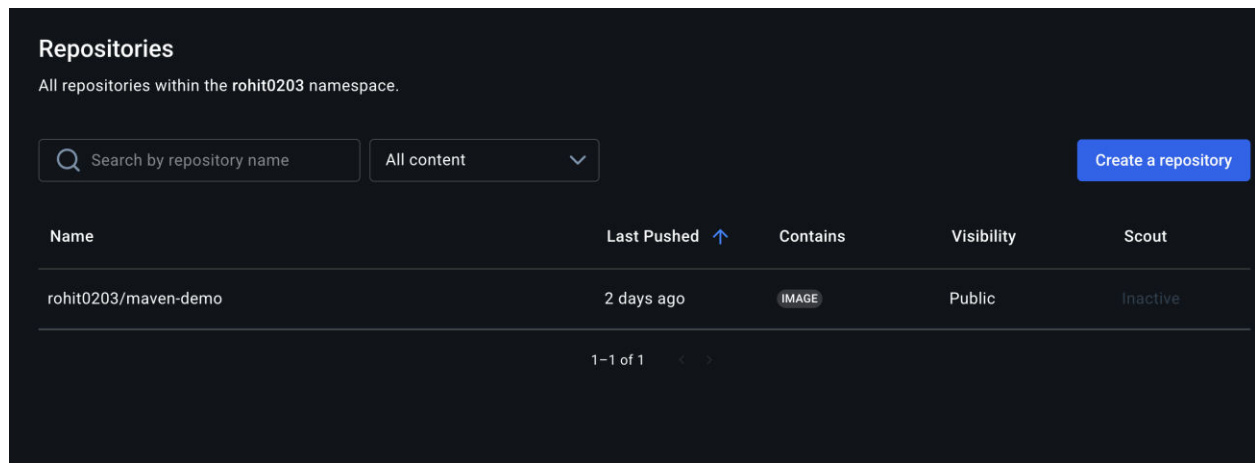 Repositories
All repositories within the rohit0203 namespace.
Search by repository name
All content
Create a repository
Name Last Pushed Contains Visibility Scout
rohit0203/maven-demo 2 days ago IMAGE Public Inactive
1–1 of 1